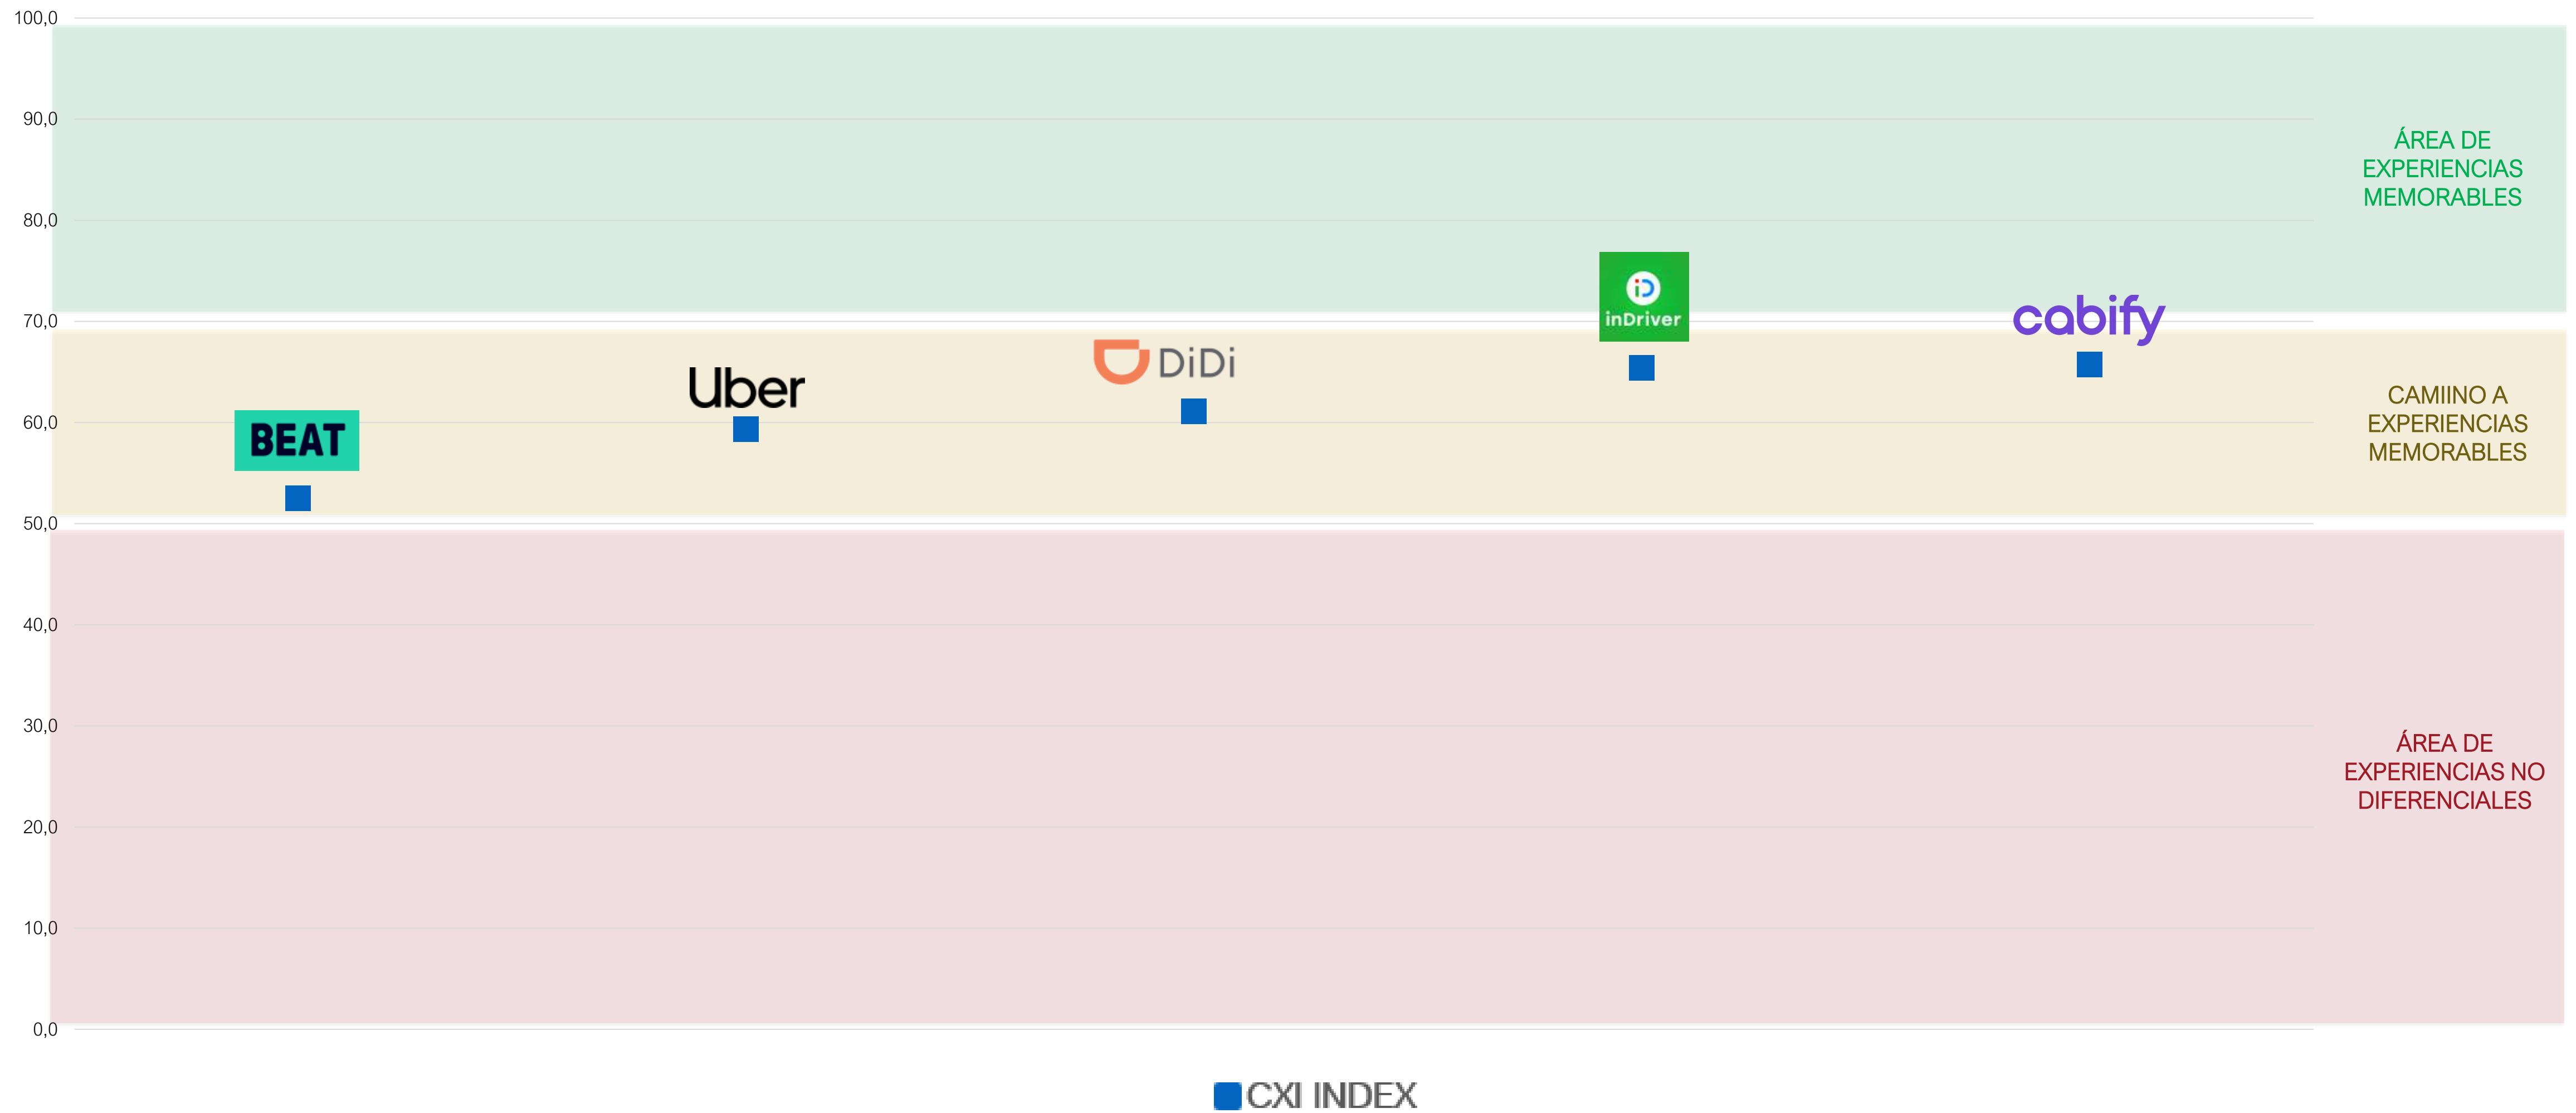 100,0
90,0
ÁREA DE
EXPERIENCIAS
MEMORABLES
80,0
70,0
iD
inDriver
cabify
DiDi
Uber
CAMIINO A
EXPERIENCIAS
MEMORABLES
60,0
BEAT
50,0
40,0
30,0
ÁREA DE
EXPERIENCIAS NO
DIFERENCIALES
20,0
10,0
0,0
CXI INDEX